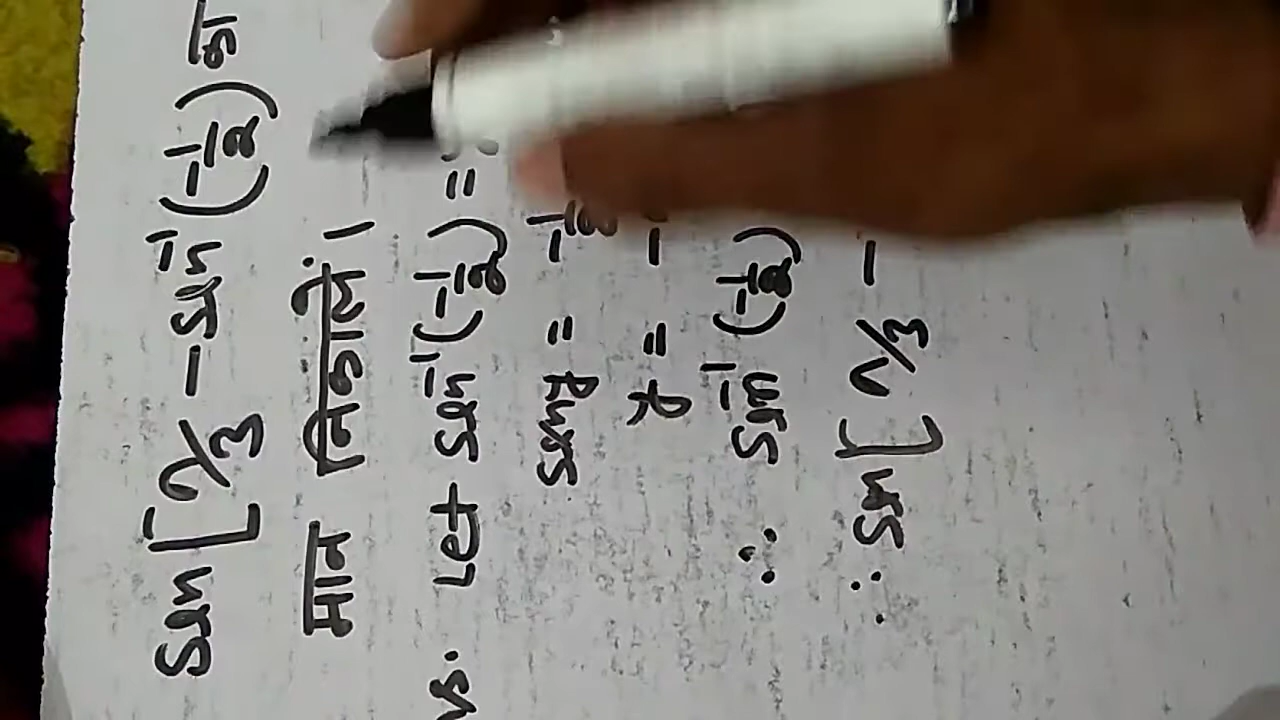 sin[π/3 - sin⁻¹(-1/2)] का
मान निकालें।
Ans. Let sin⁻¹(-1/2) =
sin x = -1/2
x = -
∴ sin⁻¹(-1/2)
∴ sin[π/3 -